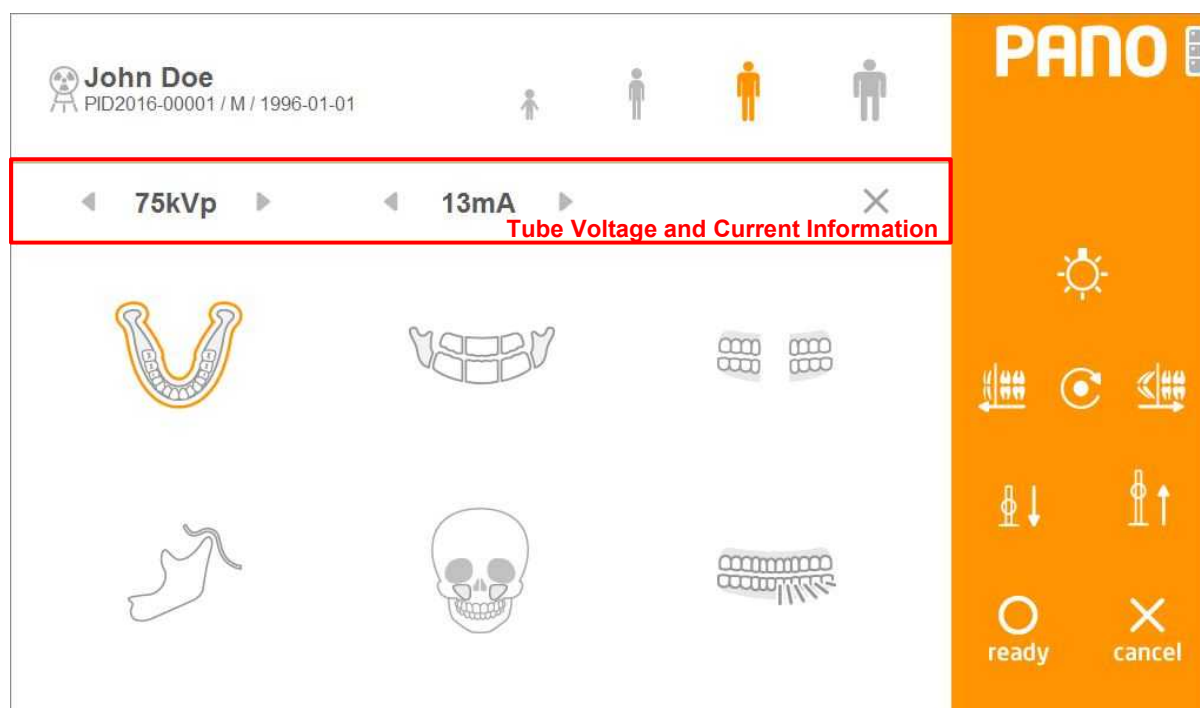 John Doe
PID2016-00001 / M / 1996-01-01
PANO
75kVp
13mA
Tube Voltage and Current Information
ready
cancel